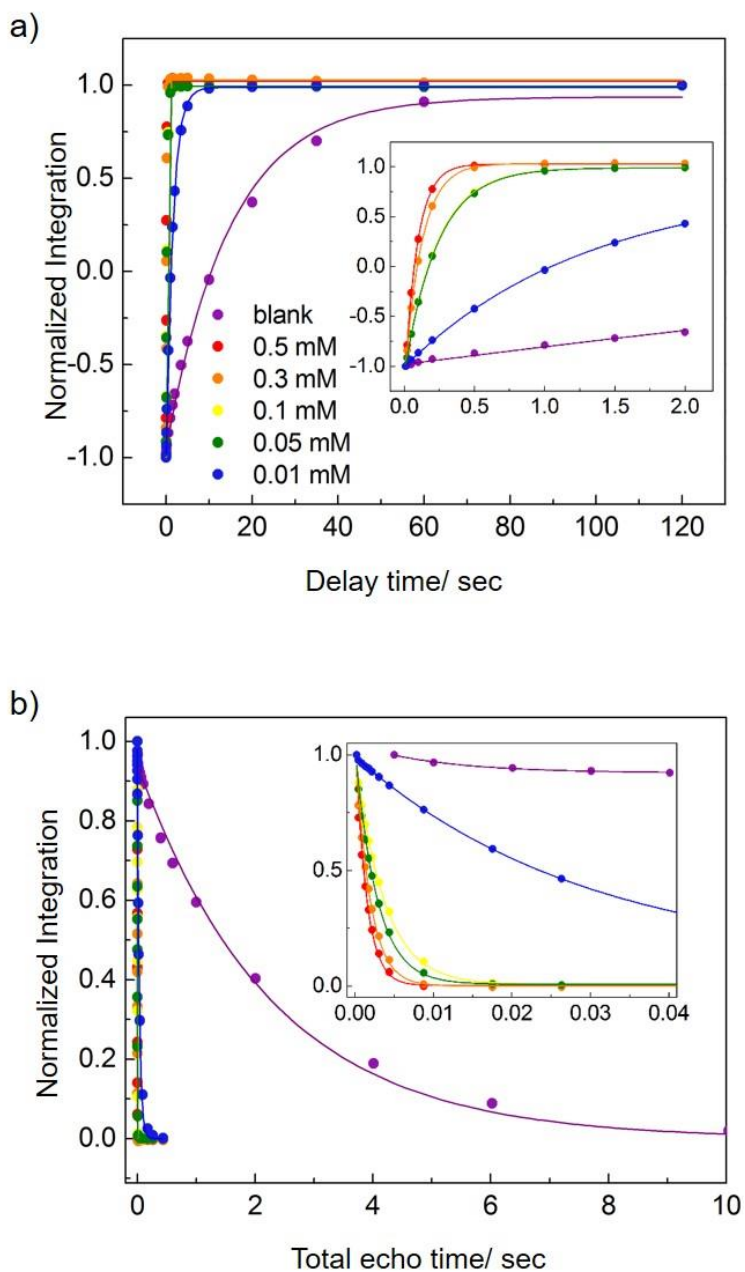 a)
1.0
0.5
0.0
-0.5
-1.0
Normalized Integration
blank
0.5 mM
0.3 mM
0.1 mM
0.05 mM
0.01 mM
1.0
0.5
0.0
-0.5
-1.0
0.0 0.5 1.0 1.5 2.0
0 20 40 60 80 100 120
Delay time/ sec
b)
1.0
0.8
0.6
0.4
0.2
0.0
Normalized Integration
1.0
0.5
0.0
0.00 0.01 0.02 0.03 0.04
0 2 4 6 8 10
Total echo time/ sec